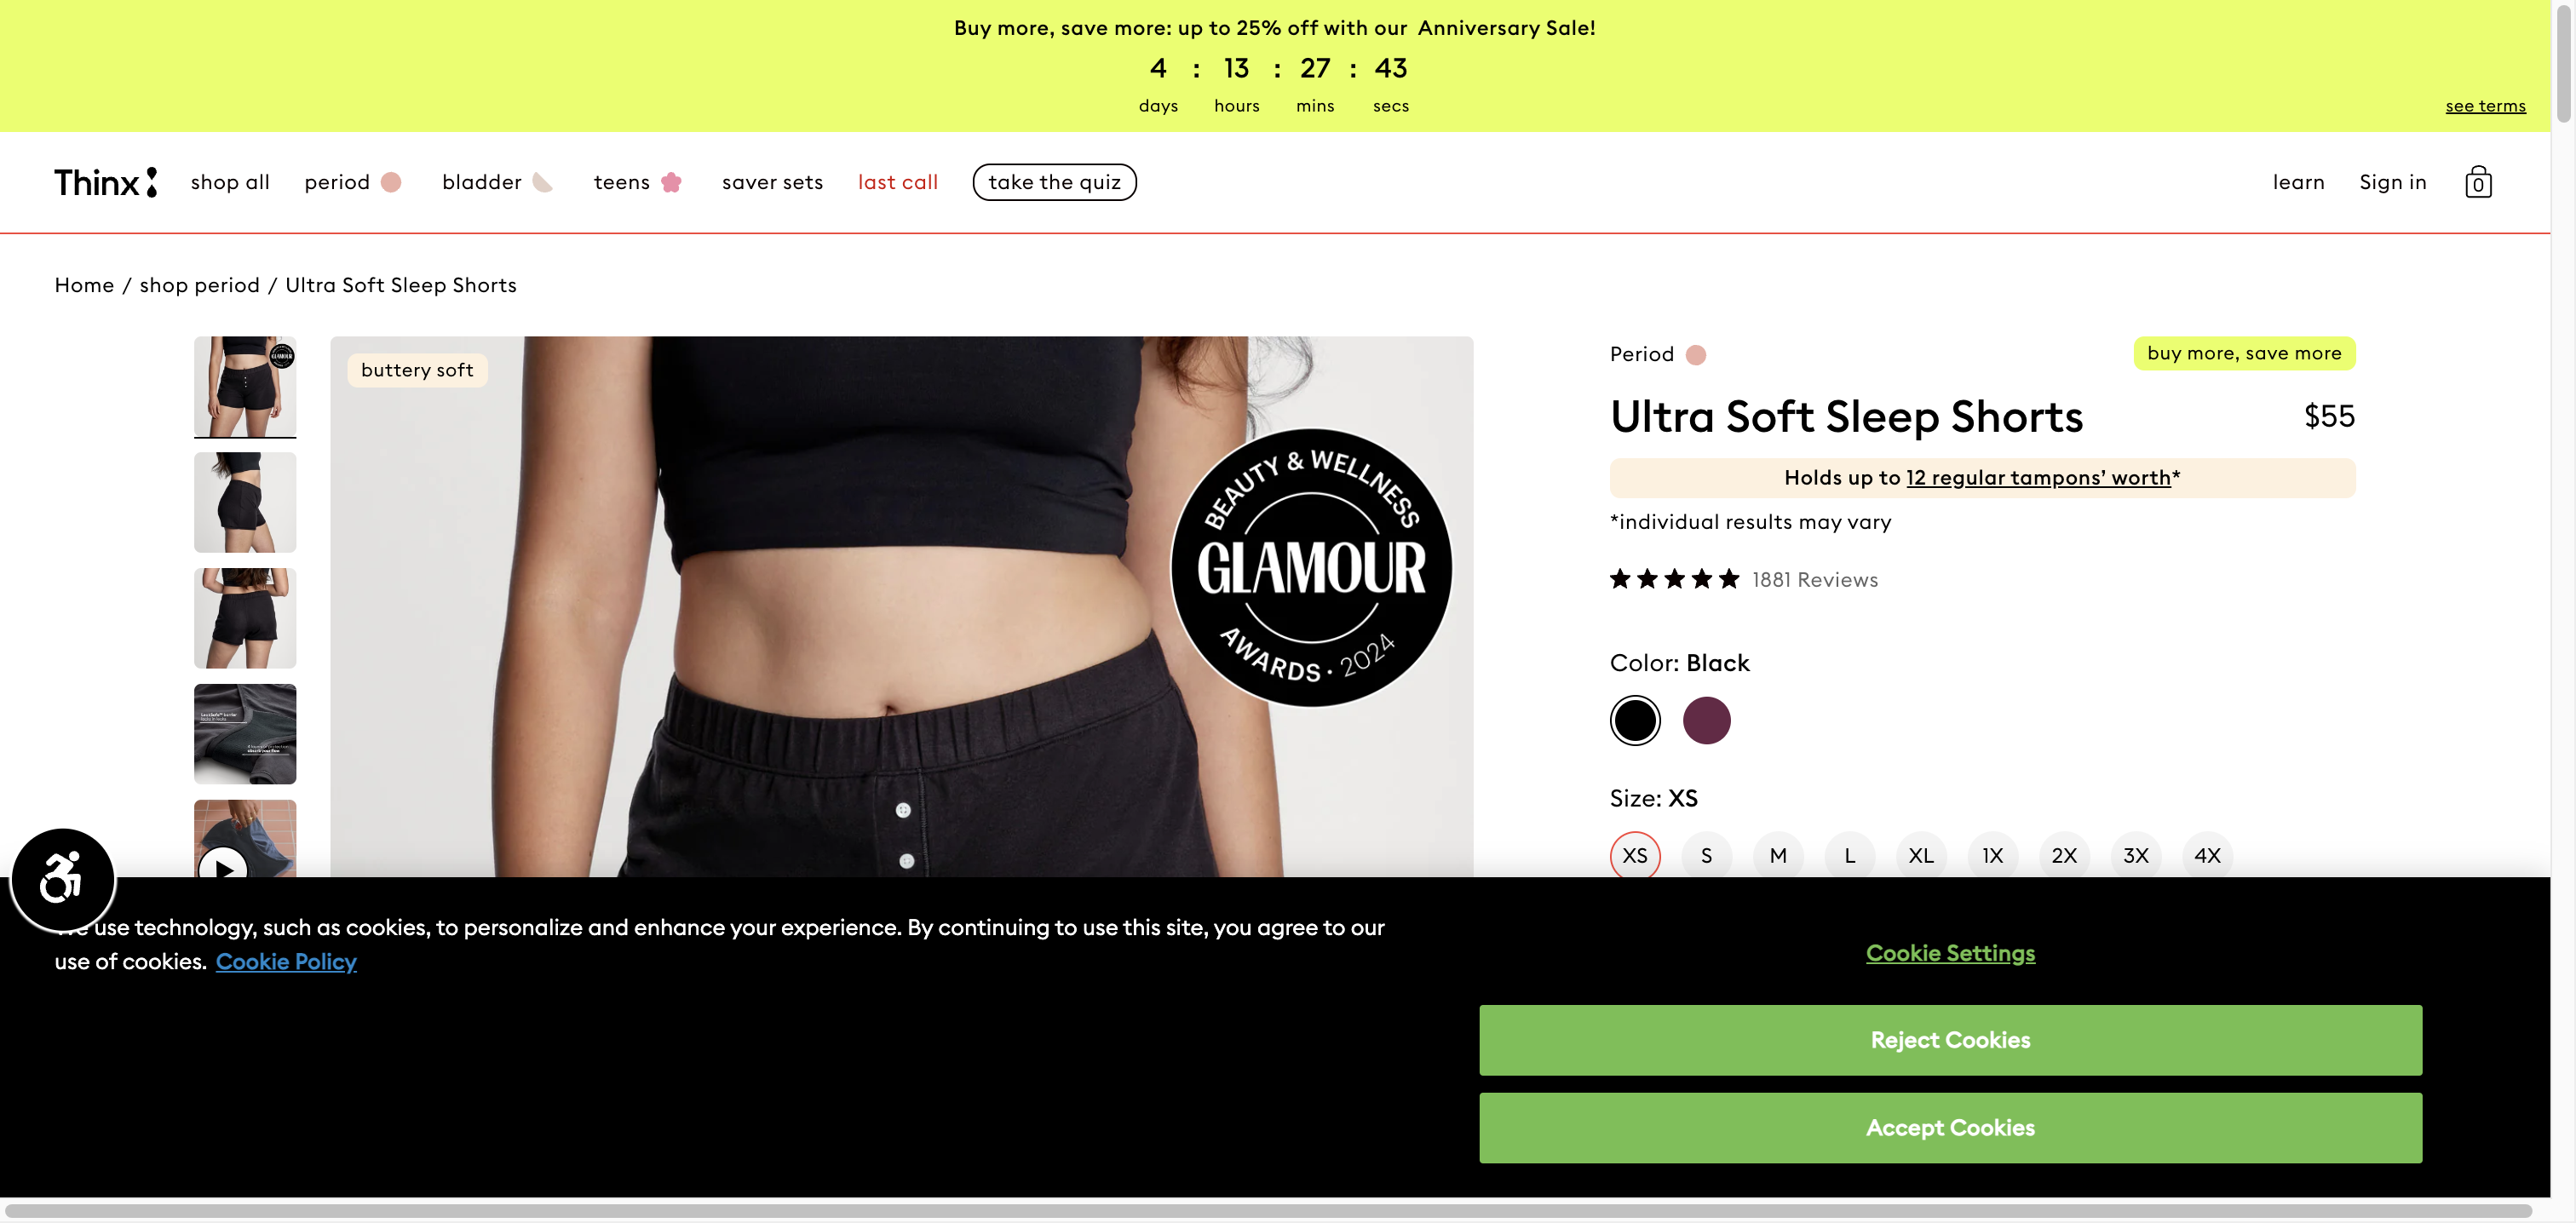 Buy more, save more: up to 25% off with our Anniversary Sale!
4 : 13 : 27 : 43
days hours mins secs
see terms
Thinx
shop all
period
bladder
teens
saver sets
last call
take the quiz
learn
Sign in
0
Home / shop period / Ultra Soft Sleep Shorts
buttery soft
GLAMOUR
BEAUTY & WELLNESS
GLAMOUR
AWARDS · 2024
Period
buy more, save more
Ultra Soft Sleep Shorts
$55
Holds up to 12 regular tampons’ worth*
*individual results may vary
1881 Reviews
Color: Black
Size: XS
XS S M L XL 1X 2X 3X 4X
We use technology, such as cookies, to personalize and enhance your experience. By continuing to use this site, you agree to our
use of cookies. Cookie Policy
Cookie Settings
Reject Cookies
Accept Cookies